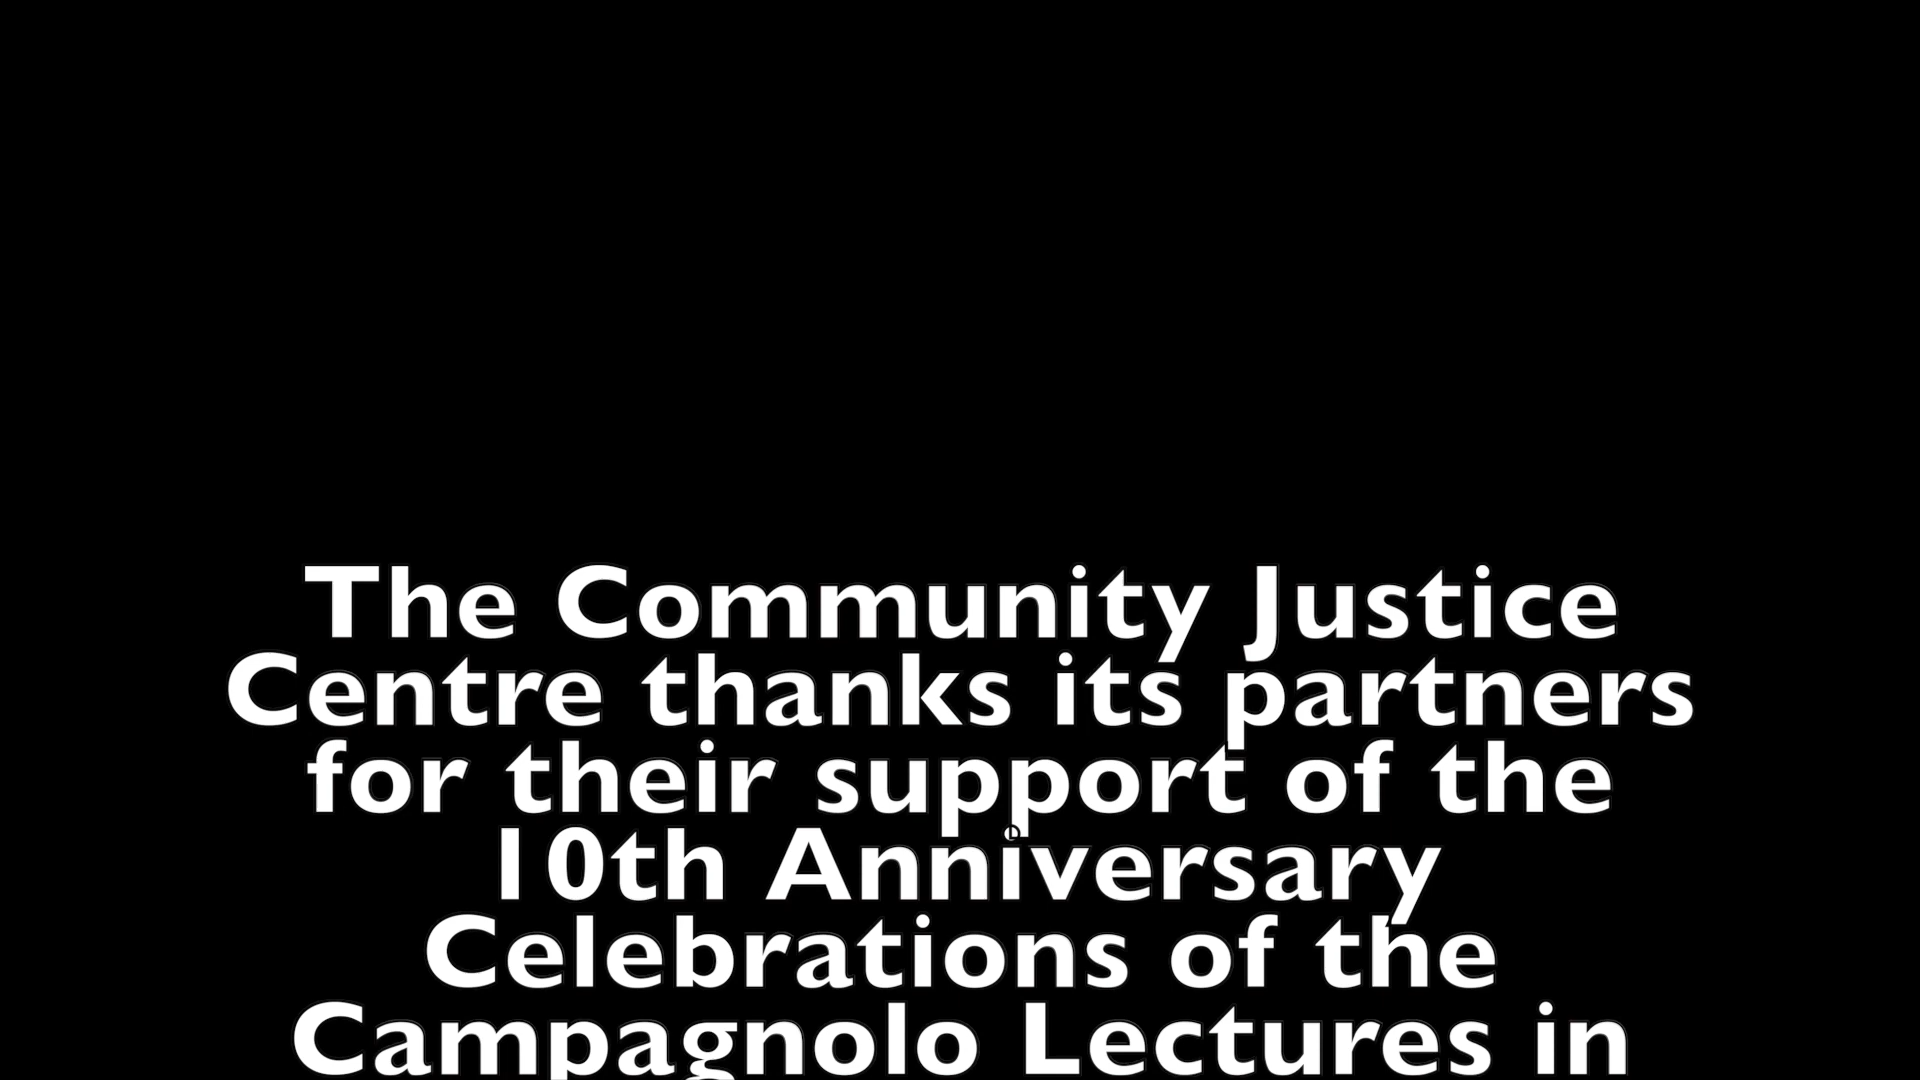 The Community Justice
Centre thanks its partners
for their support of the
10th Anniversary
Celebrations of the
Campagnolo Lectures in